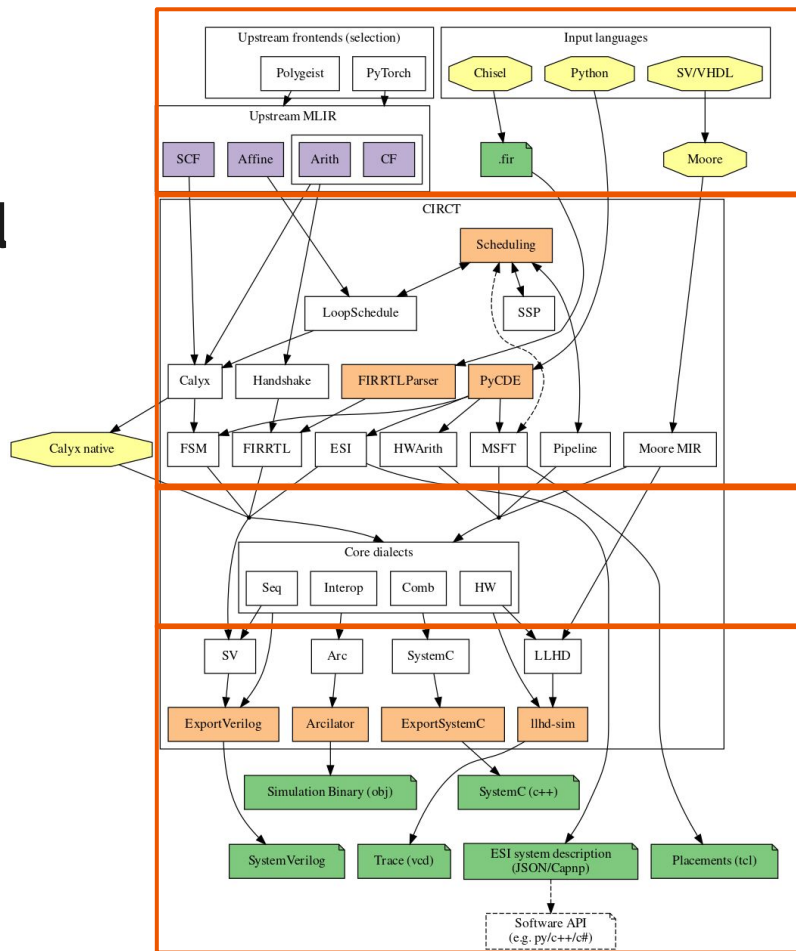 Upstream frontends (selection)
Input languages
Polygeist
PyTorch
Chisel
Python
SV/VHDL
Upstream MLIR
SCF
Affine
Arith
CF
.fir
Moore
CIRCT
Scheduling
LoopSchedule
SSP
Calyx
Handshake
FIRRTLParser
PyCDE
Calyx native
FSM
FIRRTL
ESI
HWArith
MSFT
Pipeline
Moore MIR
Core dialects
Seq
Interop
Comb
HW
SV
Arc
SystemC
LLHD
ExportVerilog
Arcilator
ExportSystemC
llhd-sim
Simulation Binary (obj)
SystemC (c++)
SystemVerilog
Trace (vcd)
ESI system description
(JSON/Capnp)
Placements (tcl)
Software API
(e.g. py/c++/c#)